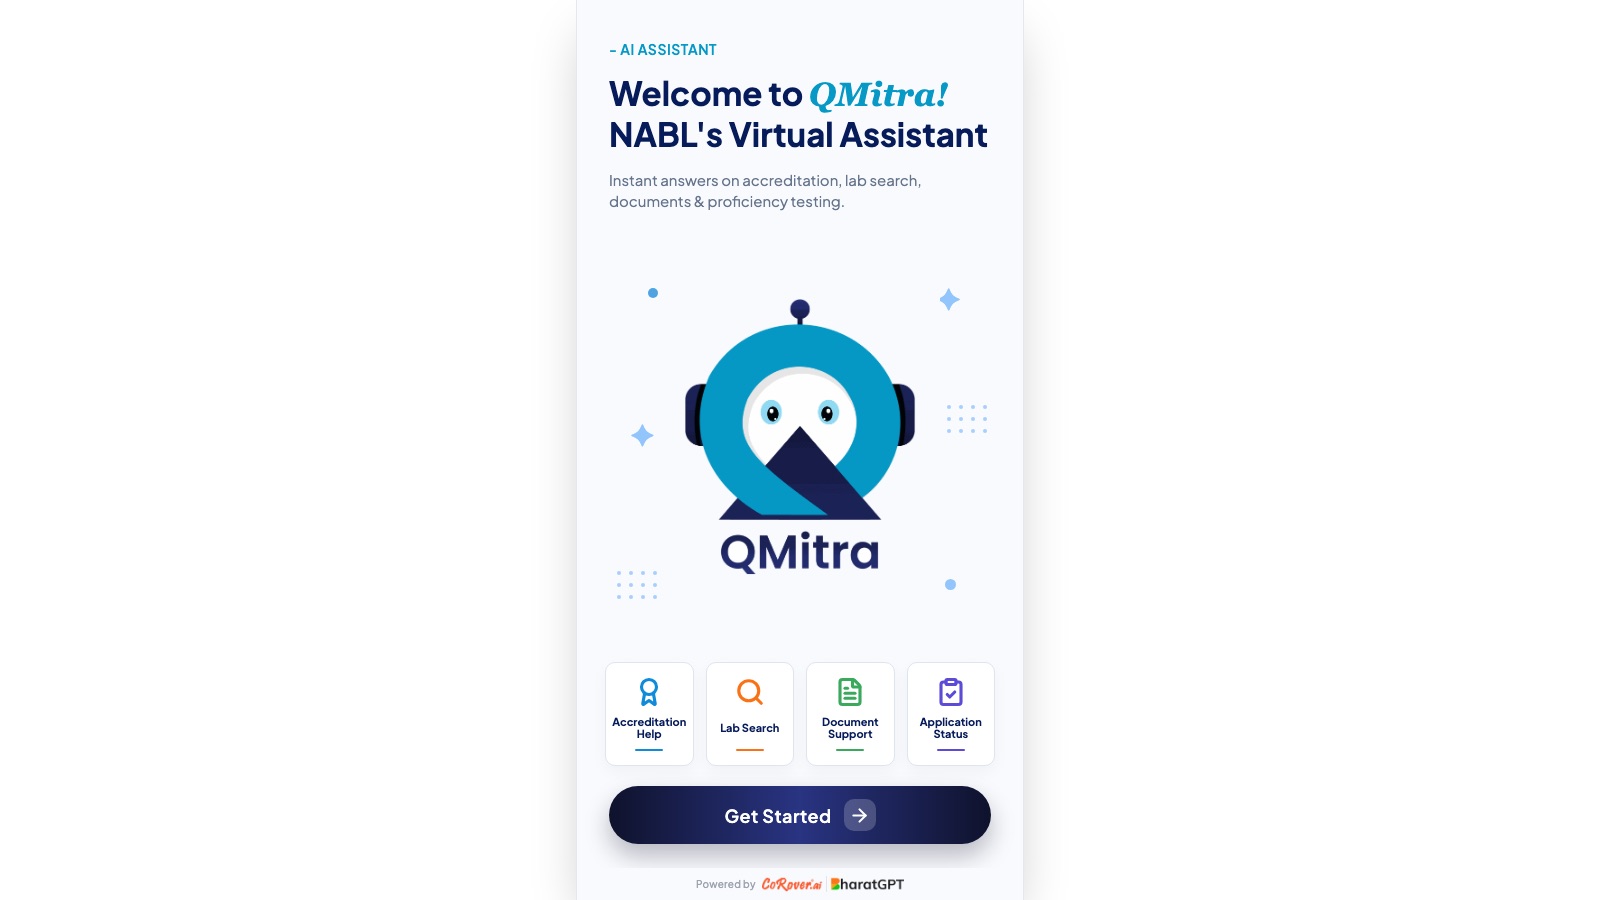 - AI ASSISTANT
Welcome to QMitra!
NABL's Virtual Assistant
Instant answers on accreditation, lab search,
documents & proficiency testing.
QMitra
Accreditation
Help
Lab Search
Document
Support
Application
Status
Get Started
Powered by CoRover.ai | BharatGPT